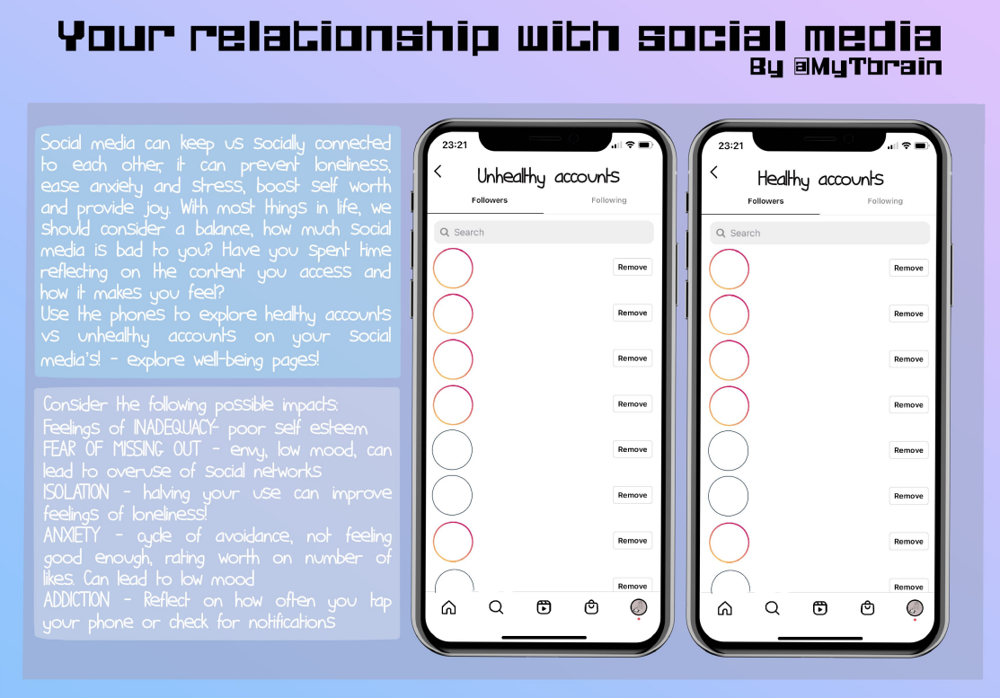 Your relationship with social media
By @MyTbrain
Social media can keep us socially connected
to each other, it can prevent loneliness,
ease anxiety and stress, boost self worth
and provide joy. With most things in life, we
should consider a balance, how much social
media is bad to you? Have you spent time
reflecting on the content you access and
how it makes you feel?
Use the phones to explore healthy accounts
vs unhealthy accounts on your social
media's! - explore well-being pages!
Consider the following possible impacts:
Feelings of INADEQUACY- poor self esteem
FEAR OF MISSING OUT - envy, low mood, can
lead to overuse of social networks
ISOLATION - halving your use can improve
feelings of loneliness!
ANXIETY - cycle of avoidance, not feeling
good enough, rating worth on number of
likes. Can lead to low mood
ADDICTION - Reflect on how often you tap
your phone or check for notifications
23:21
Unhealthy accounts
Followers Following
Search
Remove
Remove
Remove
Remove
Remove
Remove
Remove
Remove
23:21
Healthy accounts
Followers Following
Search
Remove
Remove
Remove
Remove
Remove
Remove
Remove
Remove